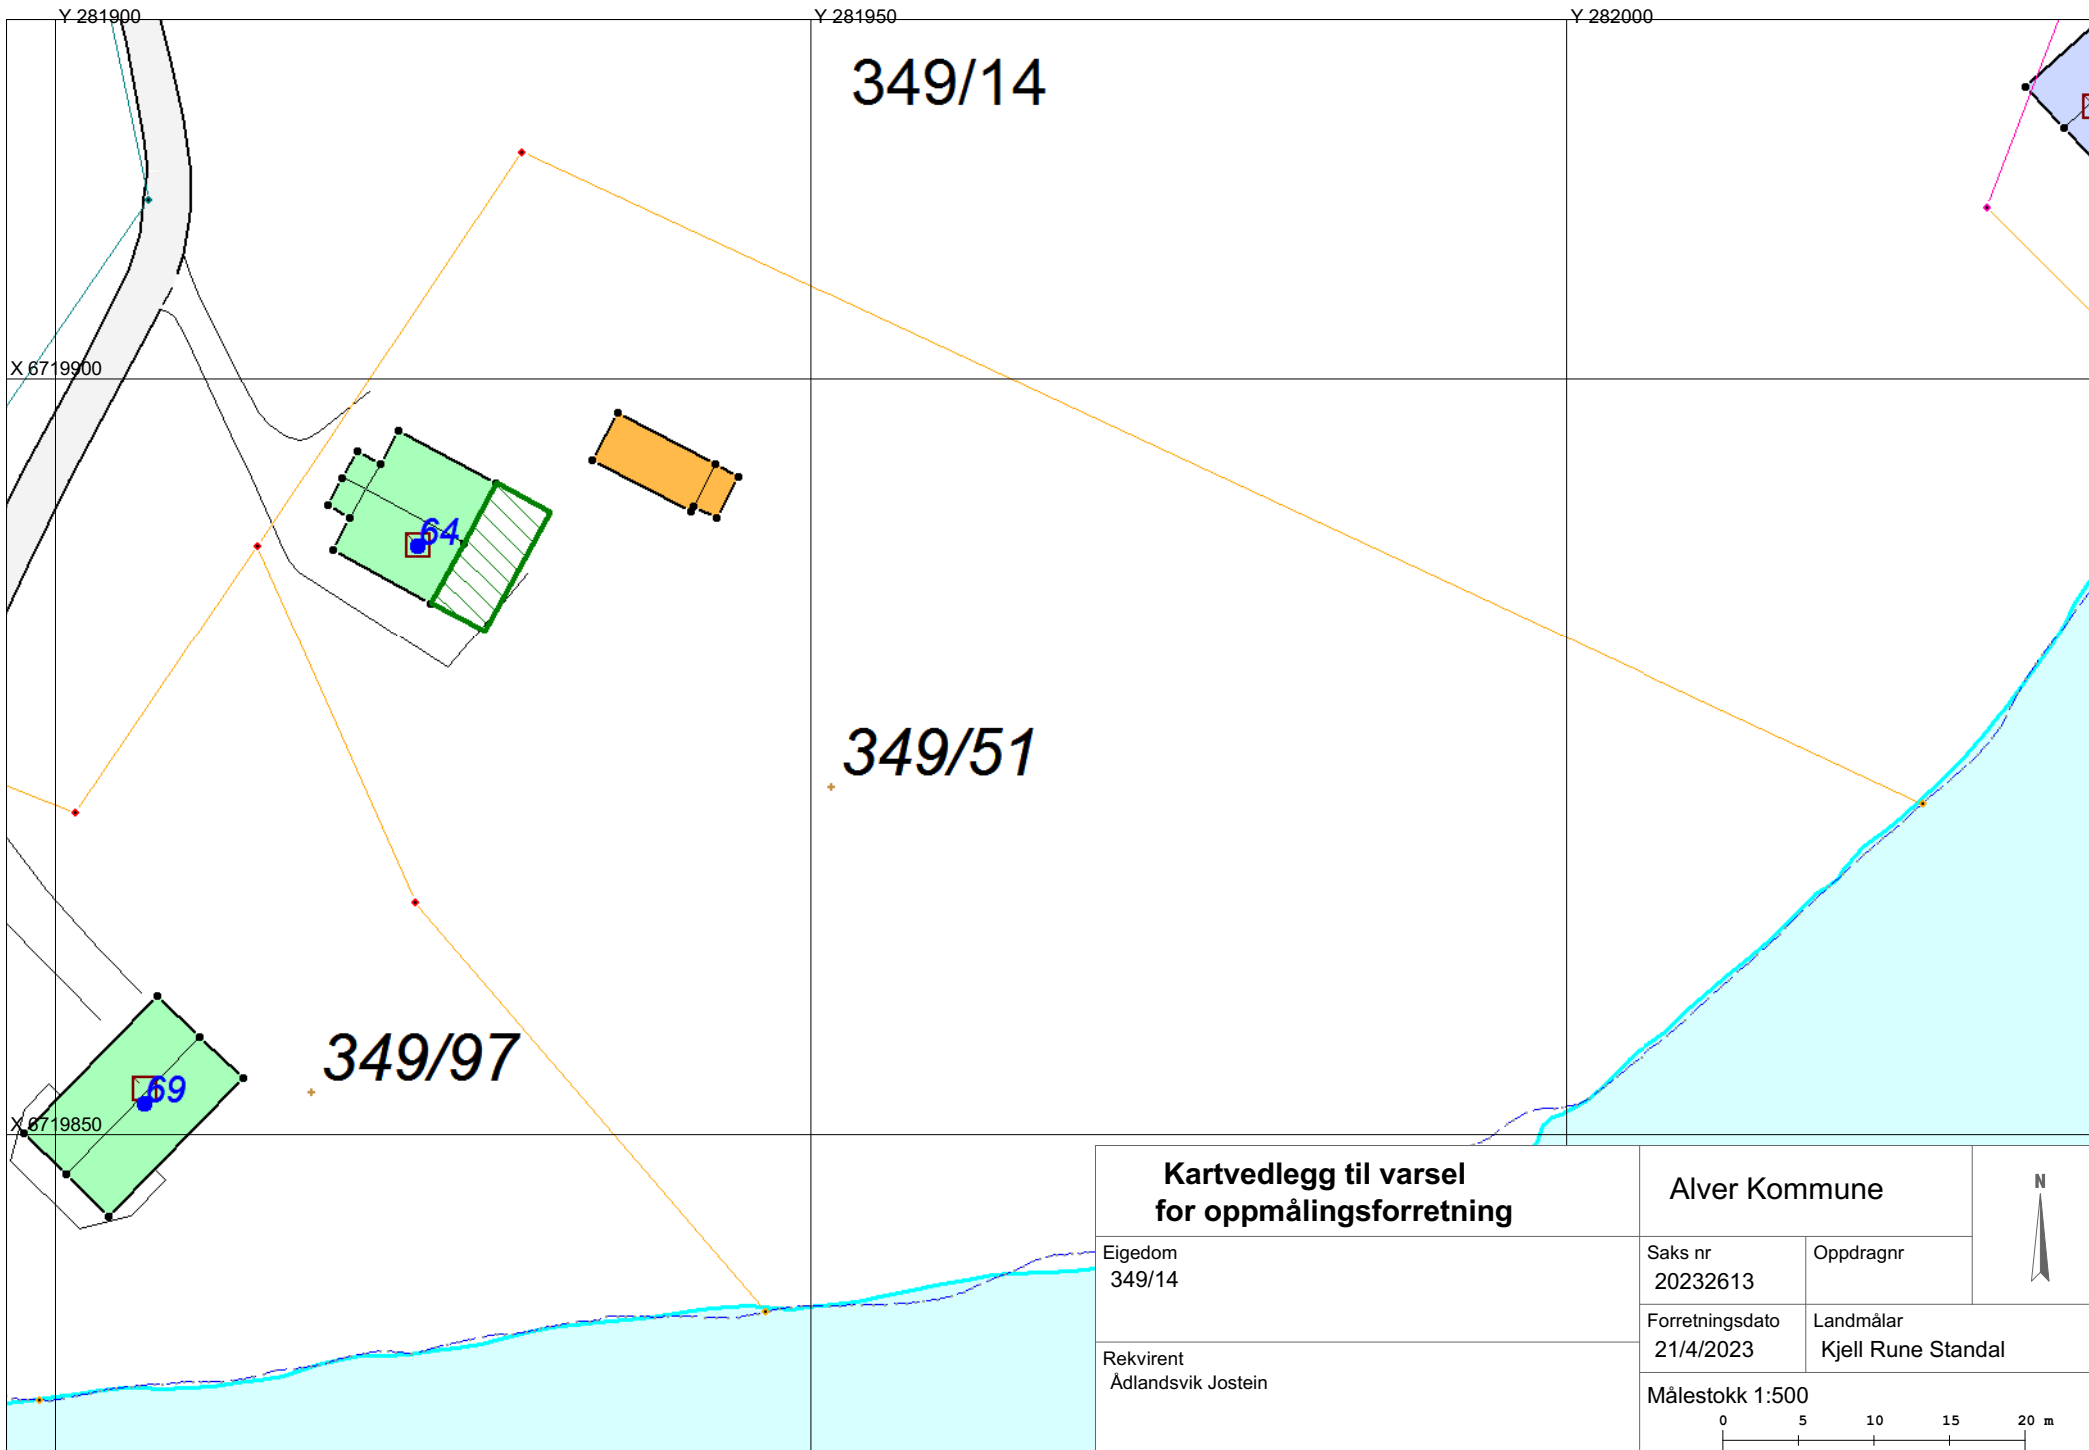 Y 281900
Y 281950
Y 282000
349/14
X 6719900
64
349/51
349/97
69
X 6719850
Kartvedlegg til varsel
for oppmålingsforretning
Alver Kommune
N
Eigedom
349/14
Saks nr
20232613
Oppdragnr
Forretningsdato
21/4/2023
Landmålar
Kjell Rune Standal
Rekvirent
Ådlandsvik Jostein
Målestokk 1:500
0 5 10 15 20 m